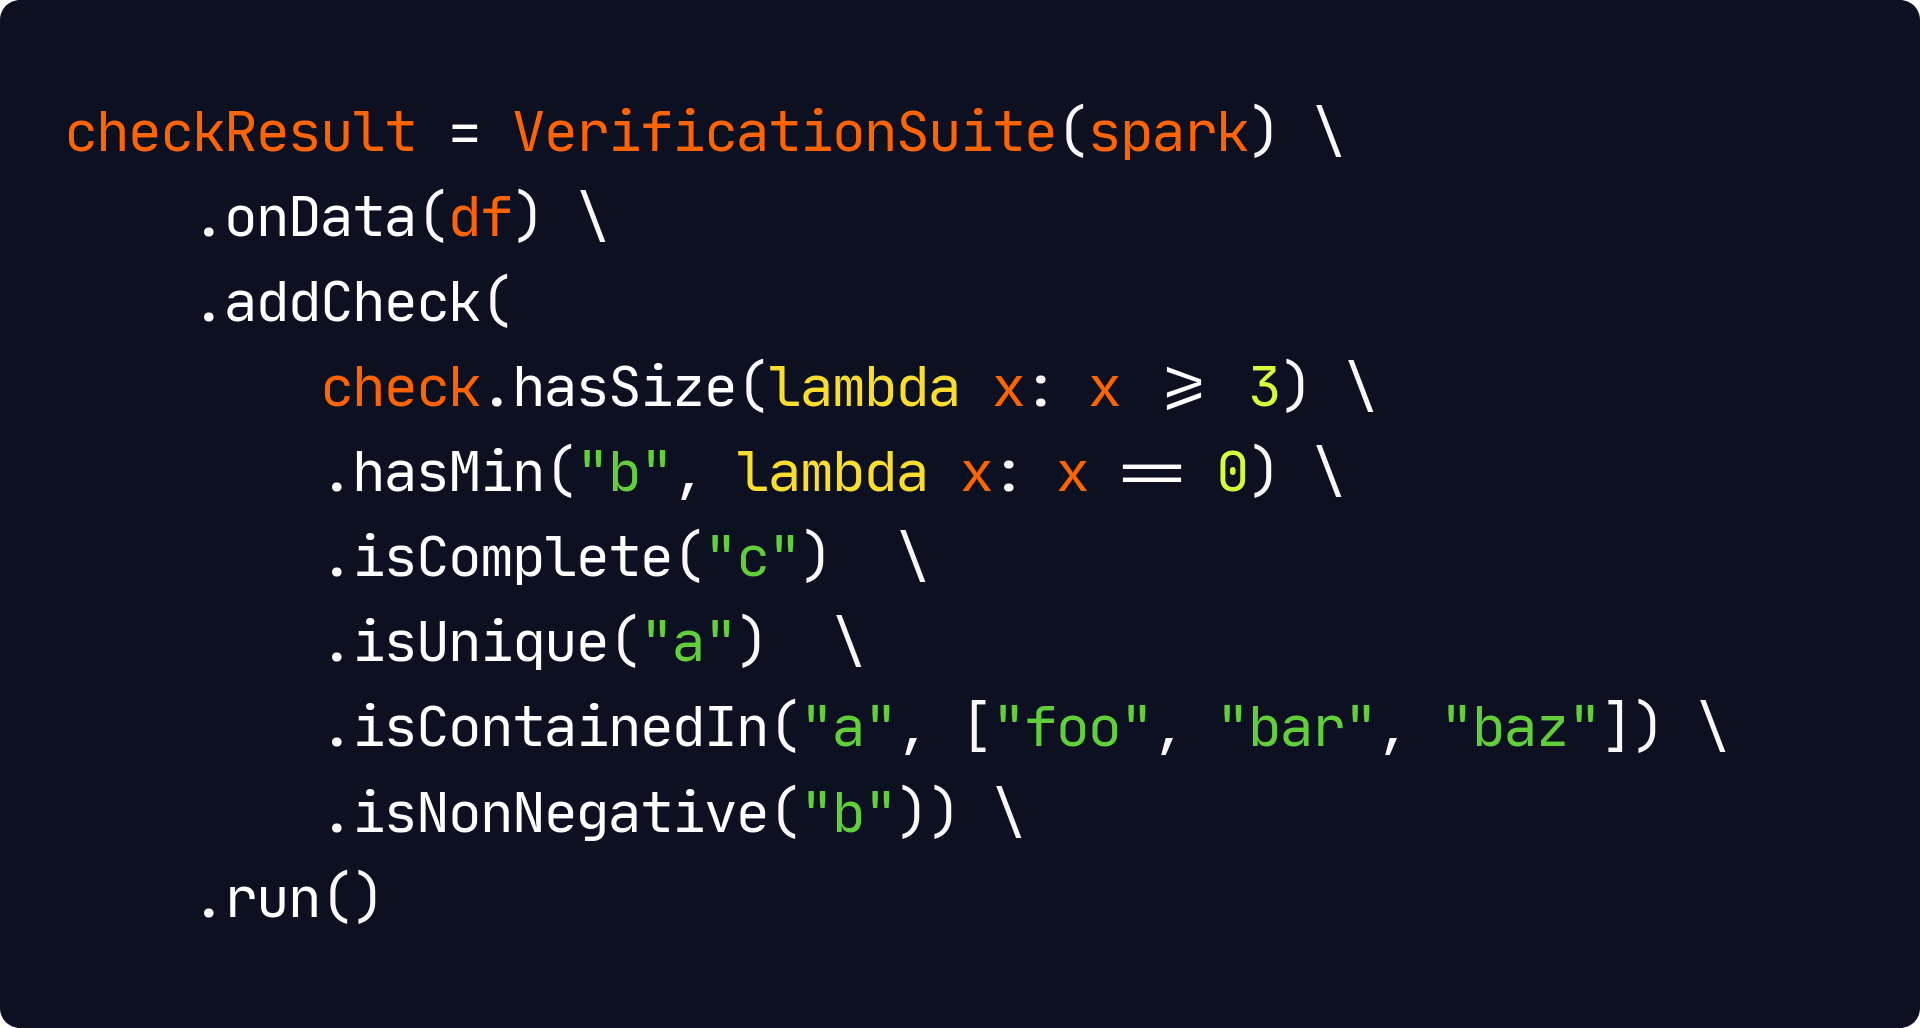 checkResult = VerificationSuite(spark) \
    .onData(df) \
    .addCheck(
        check.hasSize(lambda x: x >= 3) \
        .hasMin("b", lambda x: x == 0) \
        .isComplete("c")  \
        .isUnique("a")  \
        .isContainedIn("a", ["foo", "bar", "baz"]) \
        .isNonNegative("b")) \
    .run()